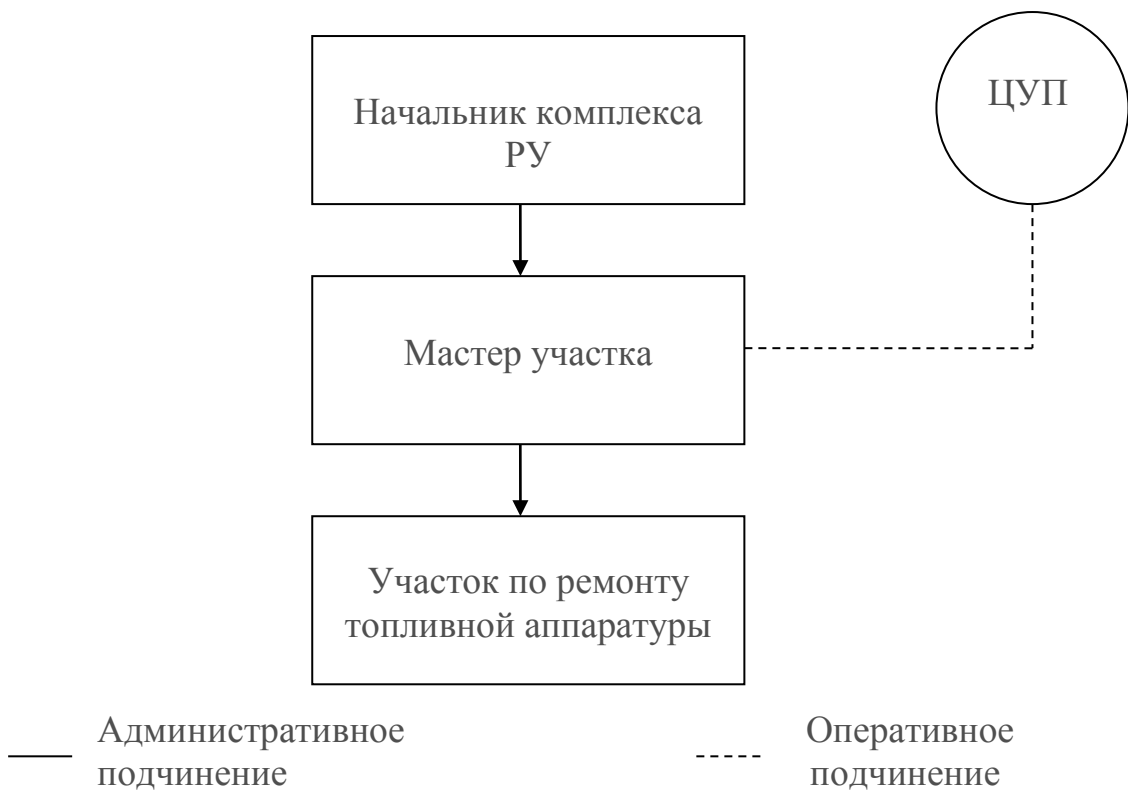 Начальник комплекса
РУ
ЦУП
Мастер участка
Участок по ремонту
топливной аппаратуры
Административное
подчинение
Оперативное
подчинение